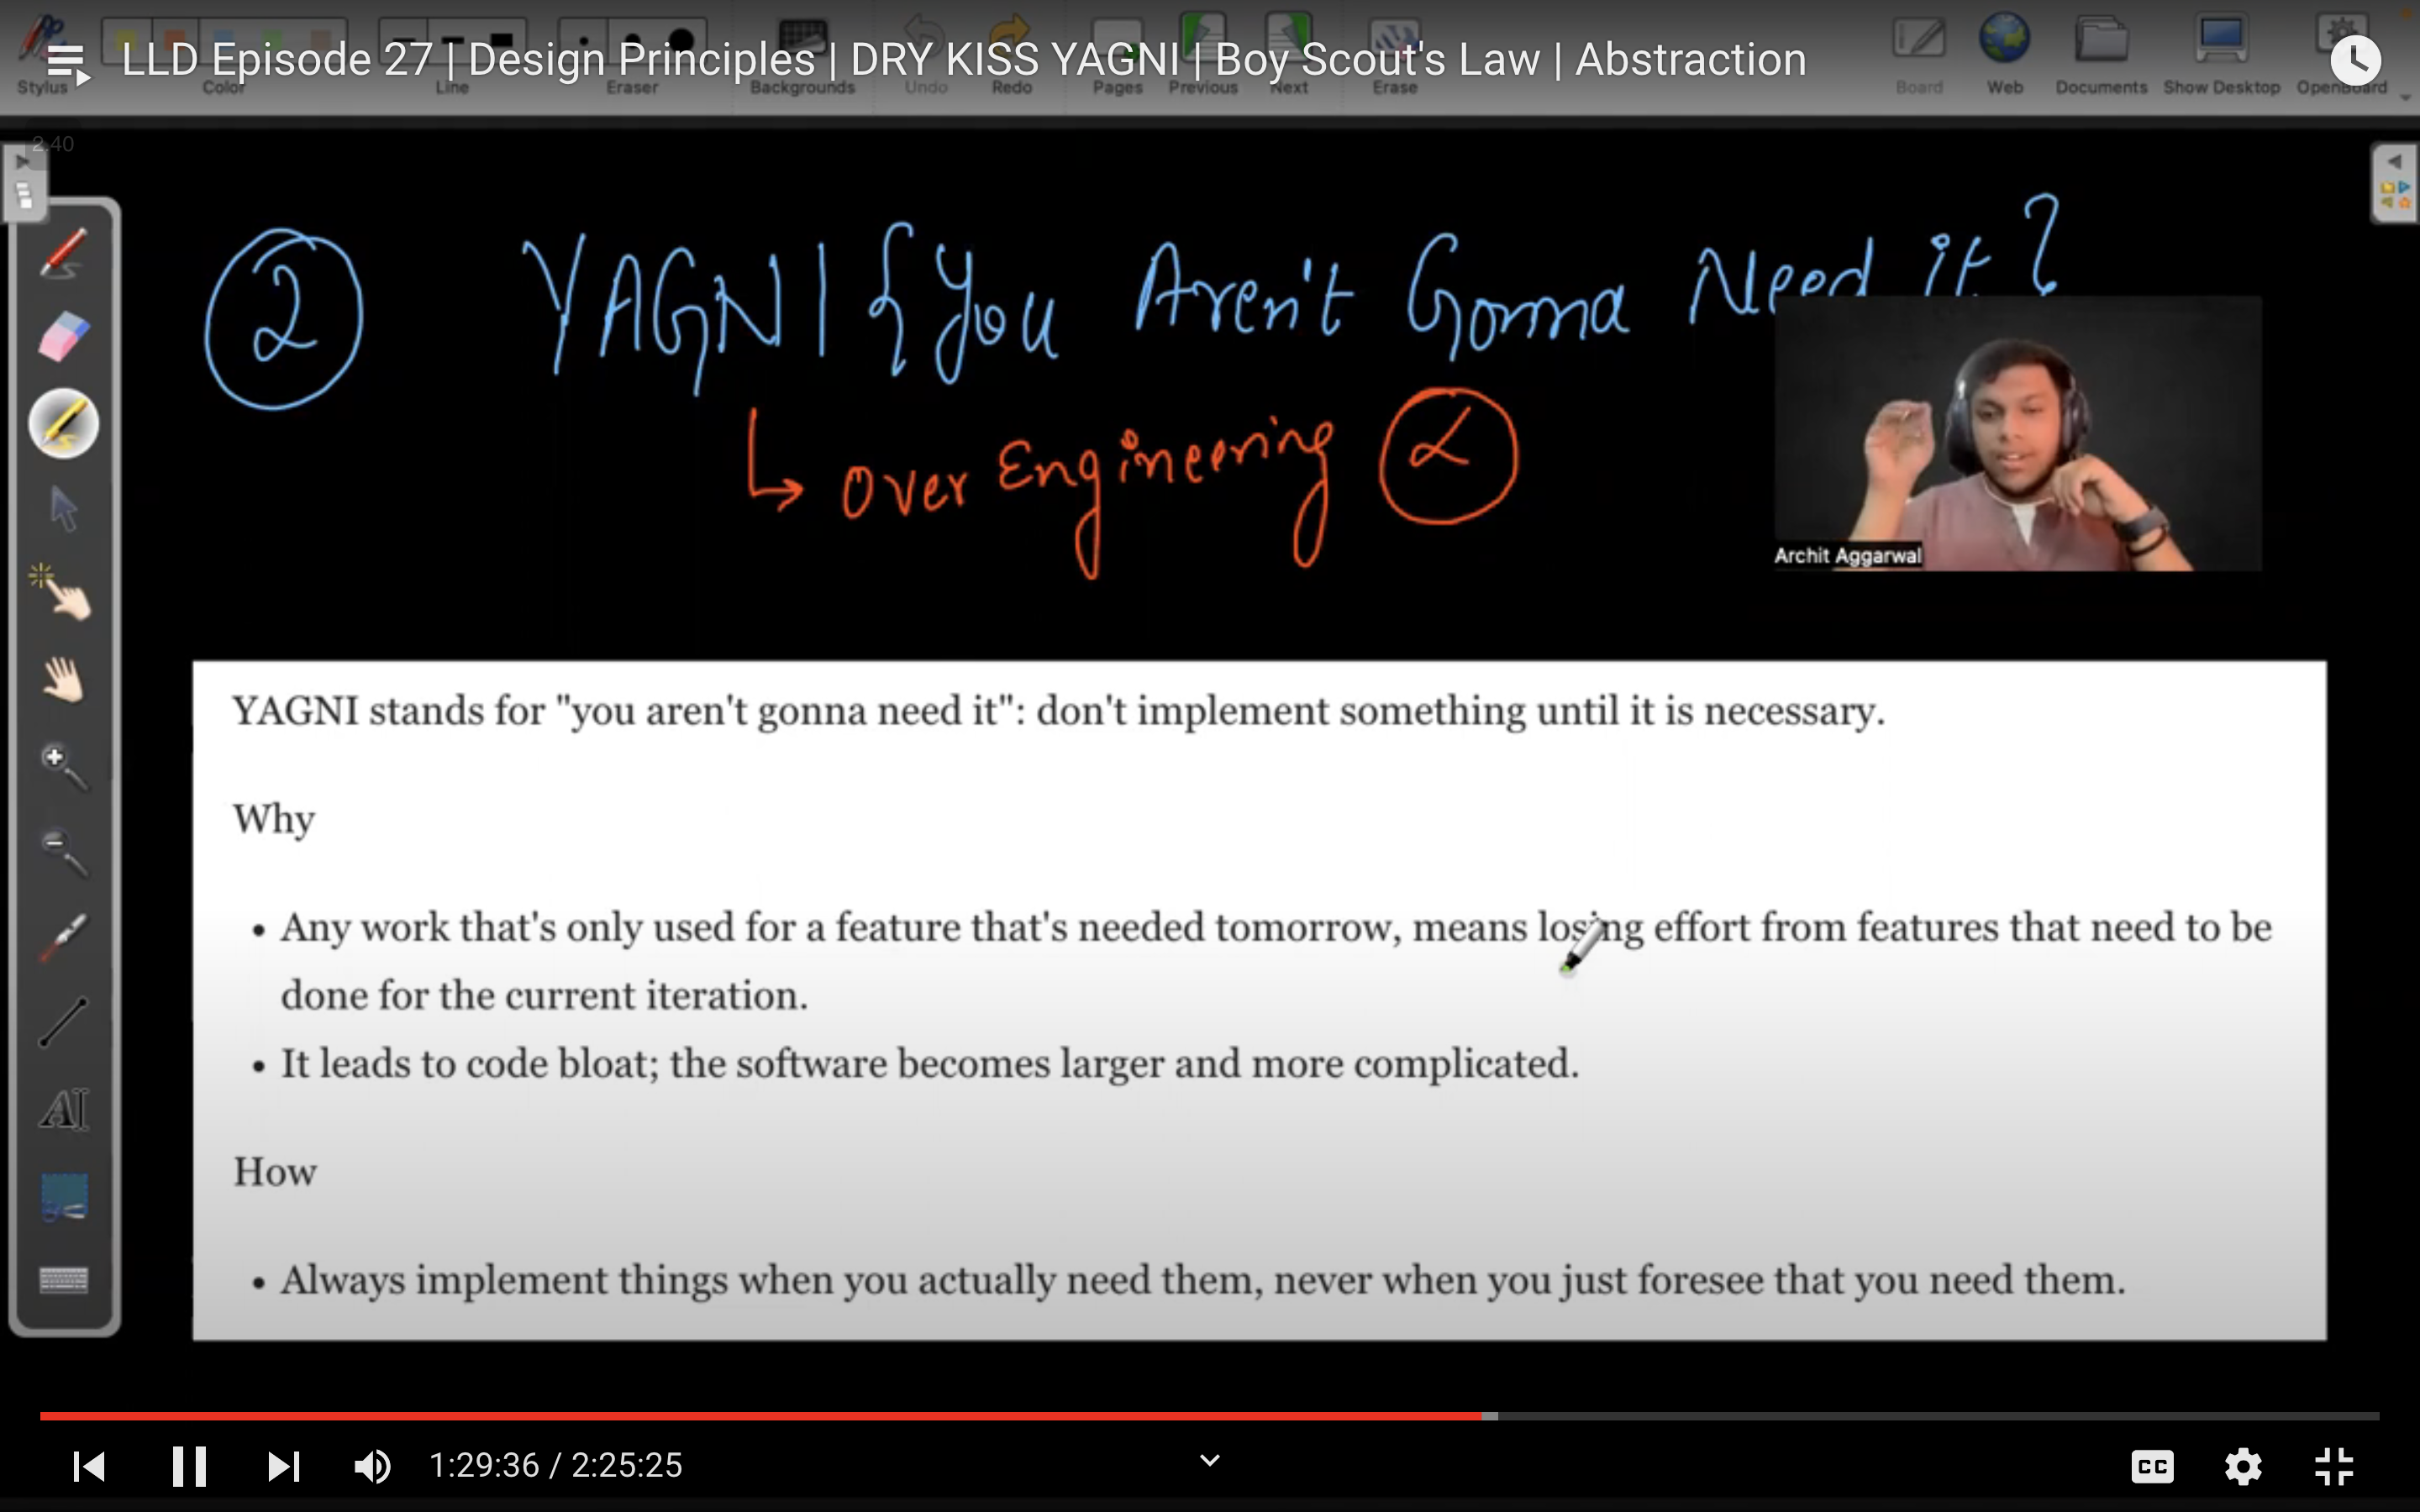 LLD Episode 27 | Design Principles | DRY KISS YAGNI | Boy Scout's Law | Abstraction
Stylus Color Line Eraser Backgrounds Undo Redo Pages Previous Next Erase Board Web Documents Show Desktop OpenBoard
2.40
2 YAGNI { You Aren't Gonna Need it?
↳ Over Engineering
Archit Aggarwal
YAGNI stands for "you aren't gonna need it": don't implement something until it is necessary.
Why
• Any work that's only used for a feature that's needed tomorrow, means losing effort from features that need to be
done for the current iteration.
• It leads to code bloat; the software becomes larger and more complicated.
How
• Always implement things when you actually need them, never when you just foresee that you need them.
AI
1:29:36 / 2:25:25
CC